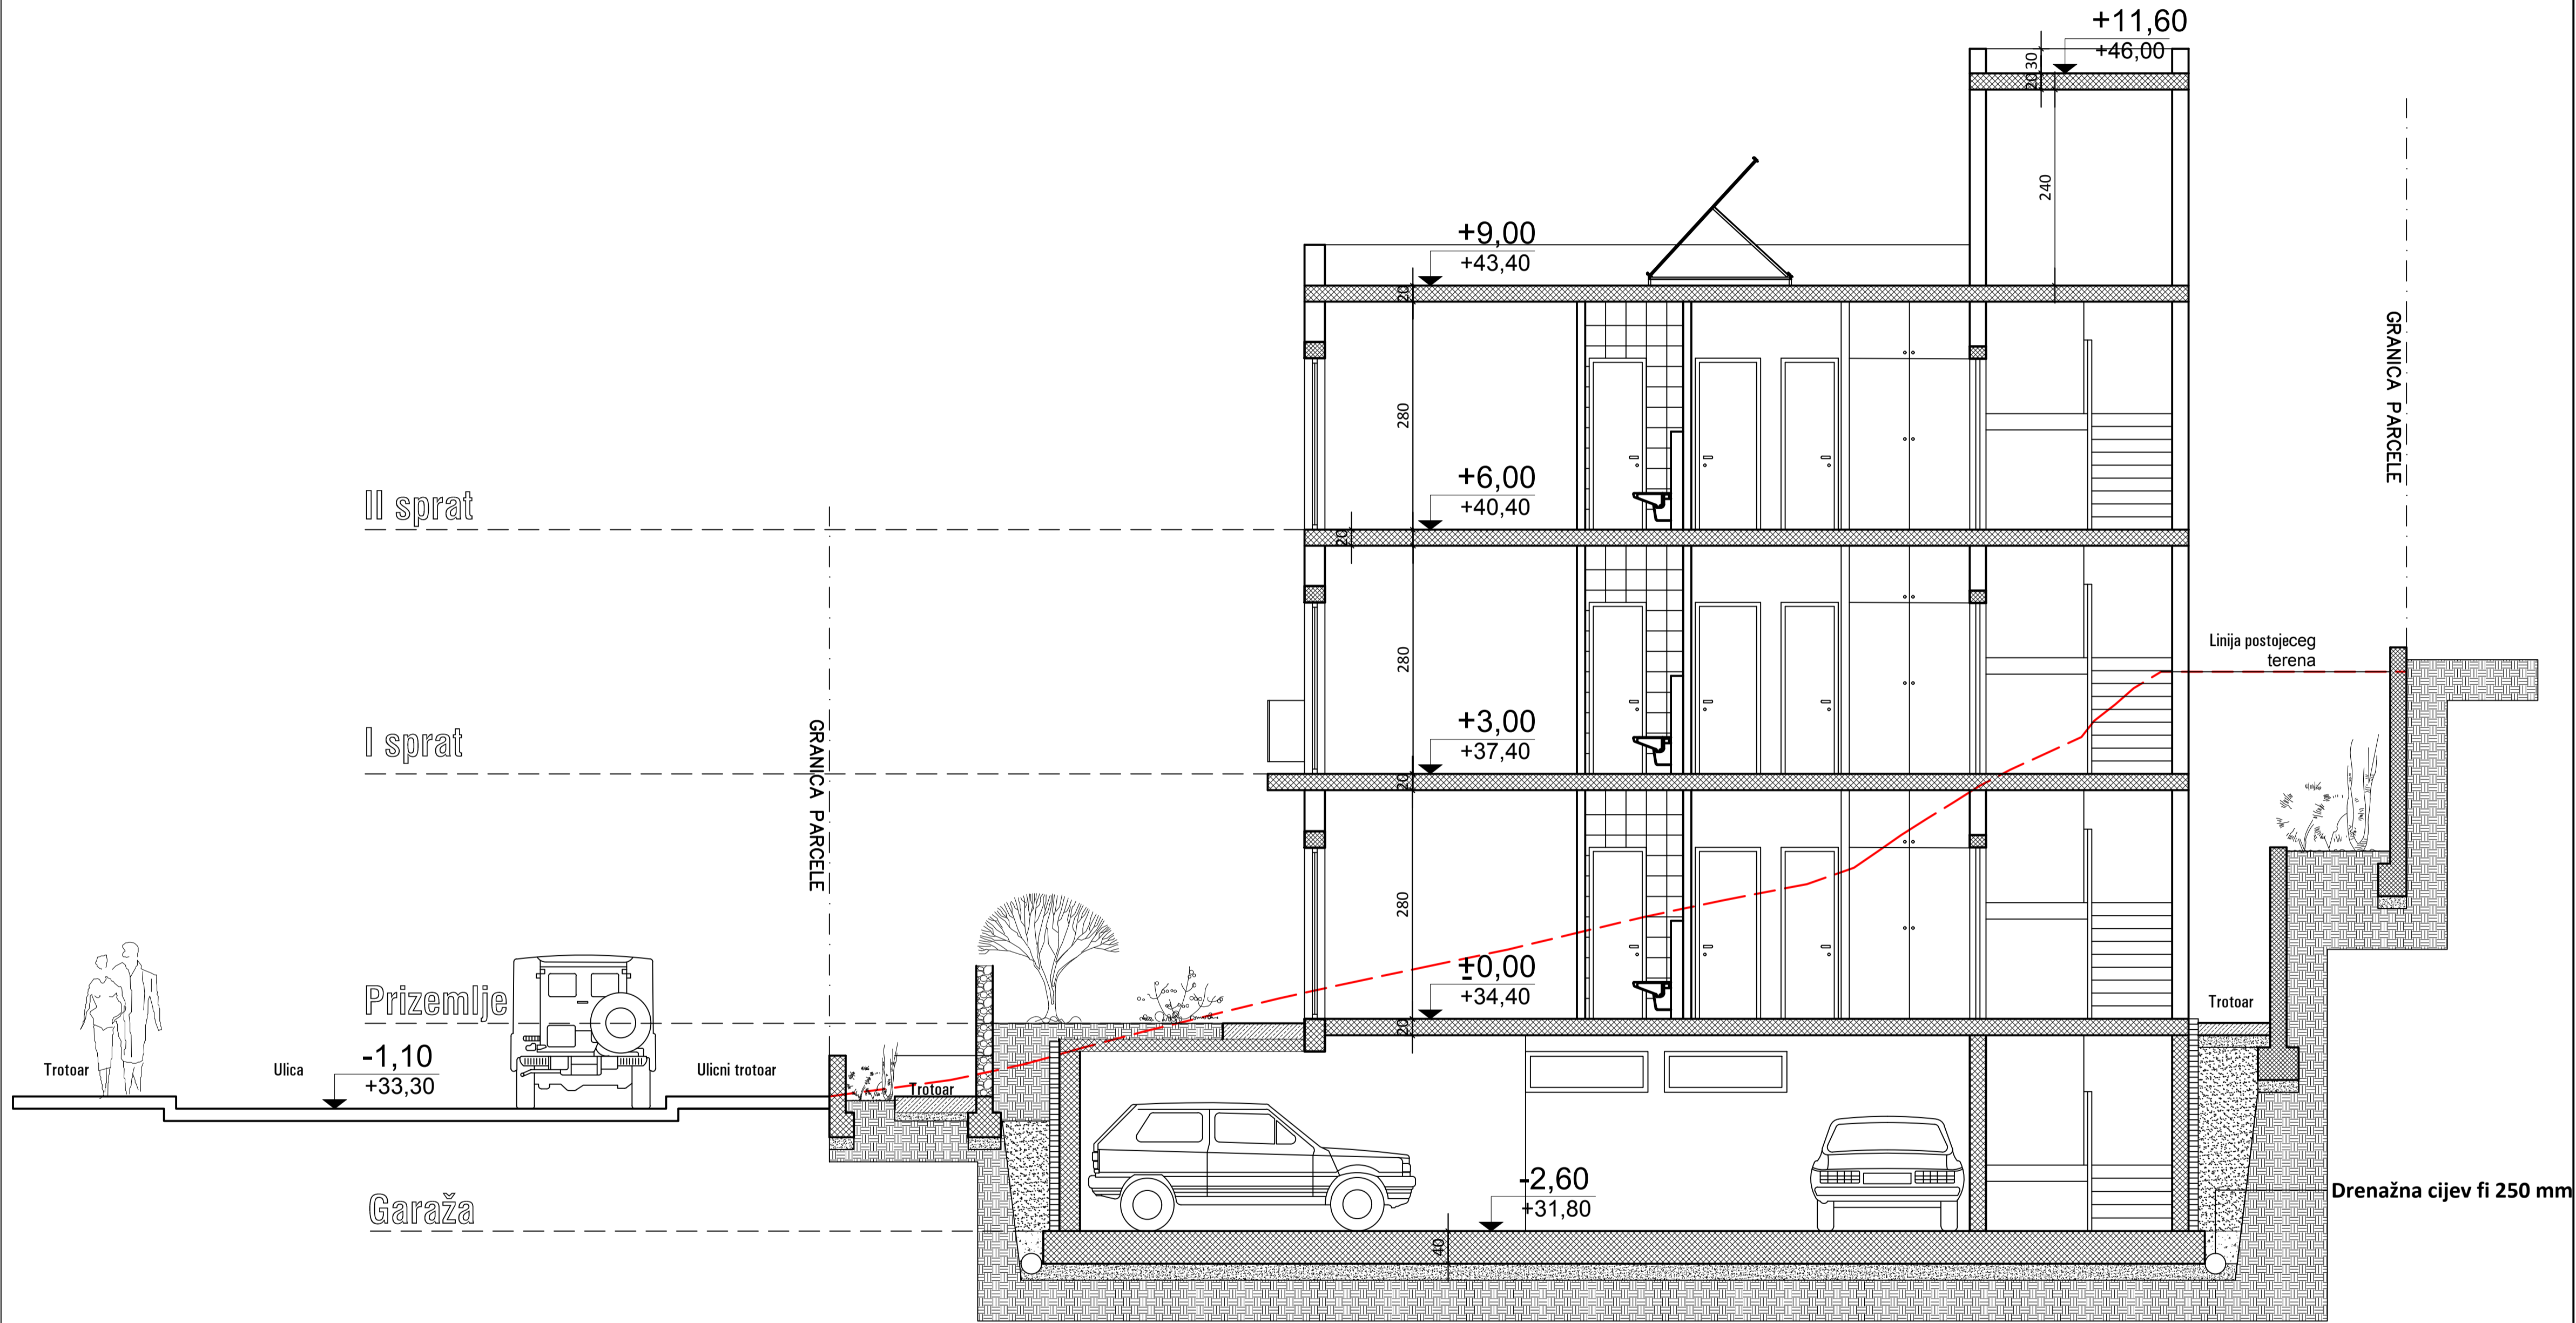 +11,60
+46,00
30
20
240
+9,00
+43,40
20
280
GRANICA PARCELE
II sprat
+6,00
+40,40
20
280
Linija postojeceg
terena
I sprat
+3,00
+37,40
20
GRANICA PARCELE
280
Prizemlje
±0,00
+34,40
20
Trotoar
Trotoar
Ulica
-1,10
+33,30
Ulicni trotoar
Trotoar
Garaža
-2,60
+31,80
Drenažna cijev fi 250 mm
40